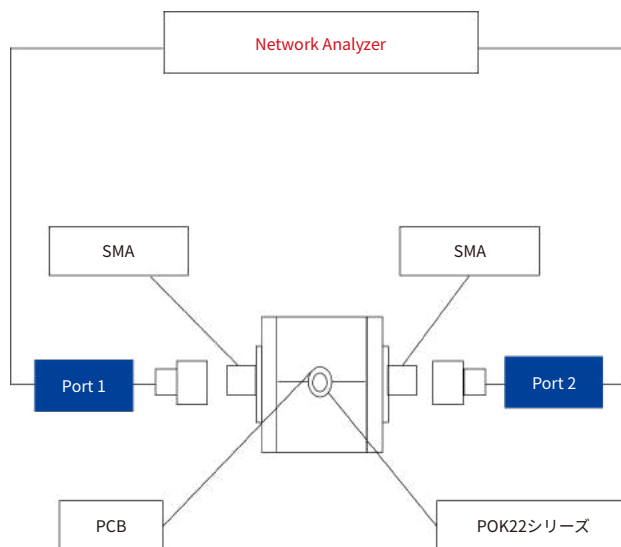 Network Analyzer
SMA
SMA
Port 1
Port 2
PCB
POK22シリーズ